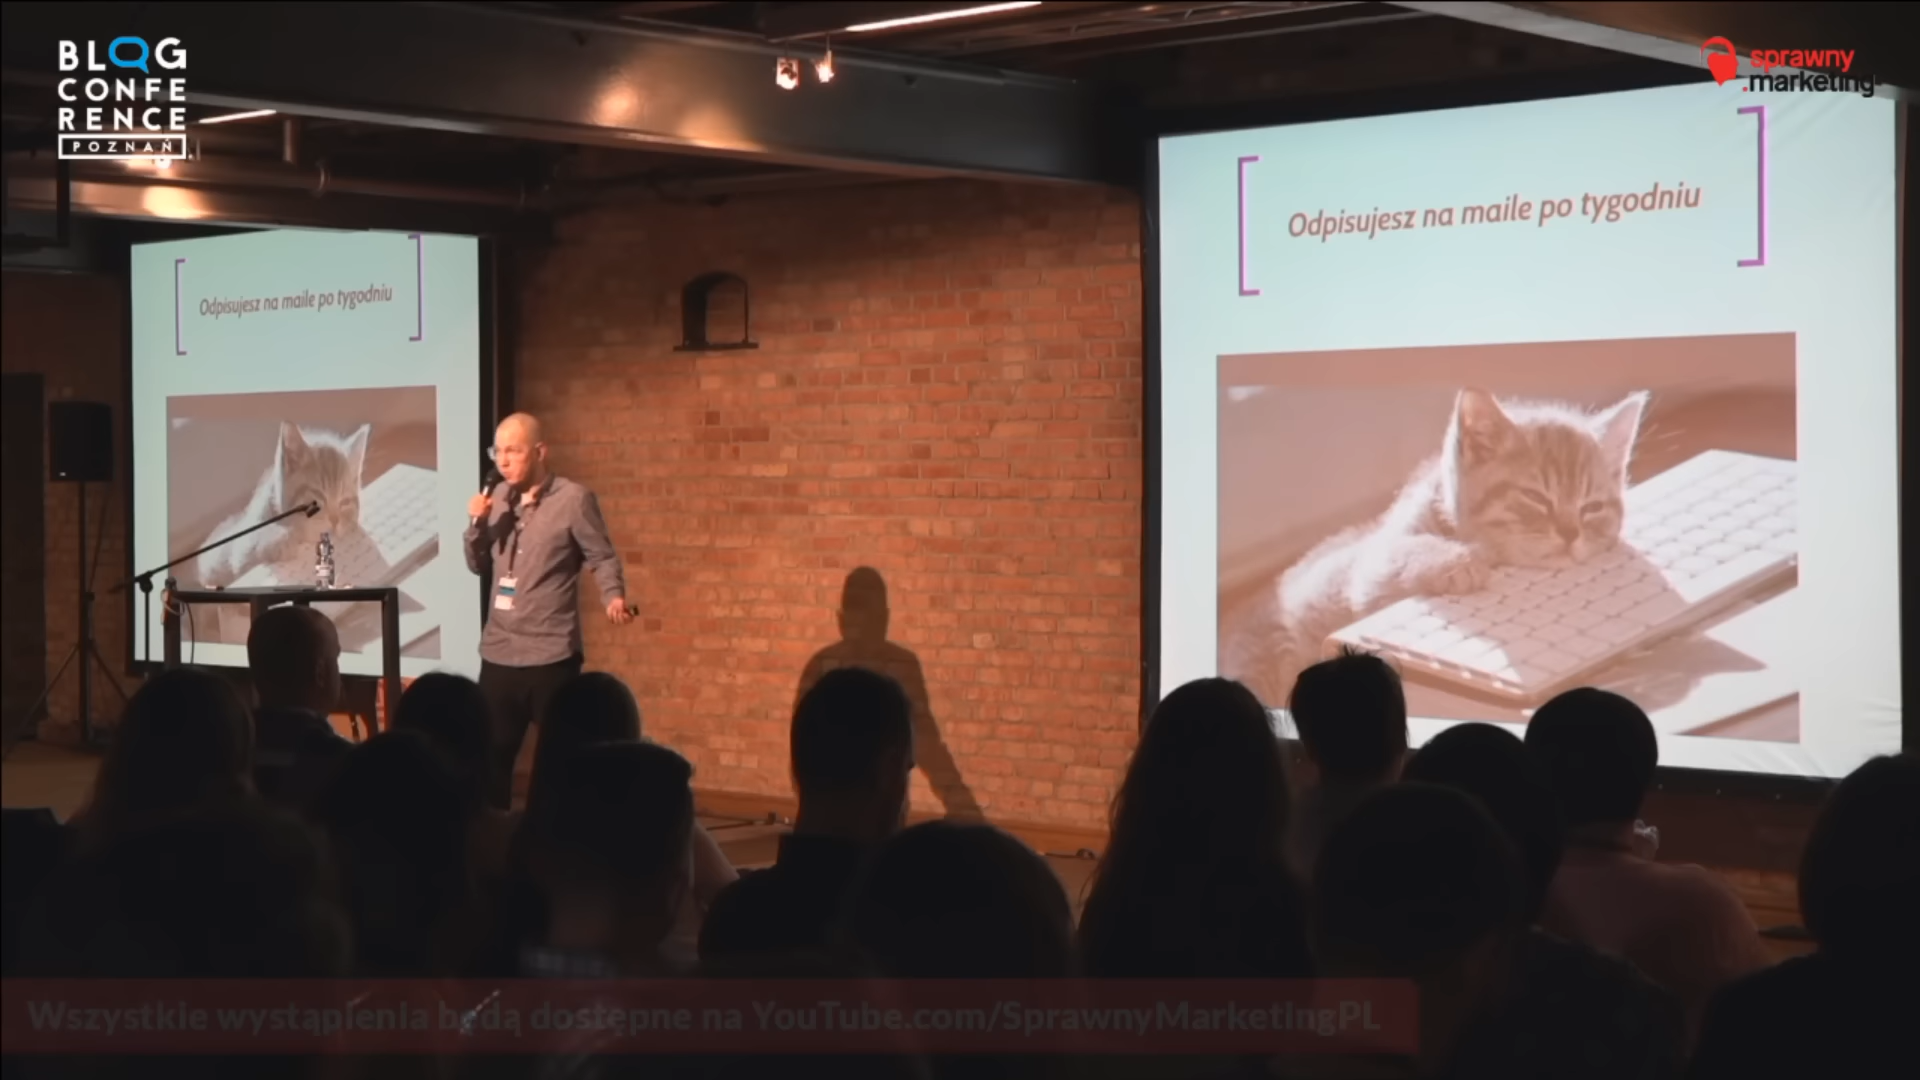 BLOG
CONFE
RENCE
POZNAŃ
sprawny
.marketing
Odpisujesz na maile po tygodniu
Odpisujesz na maile po tygodniu
Wszystkie wystąpienia będą dostępne na YouTube.com/SprawnyMarketingPL